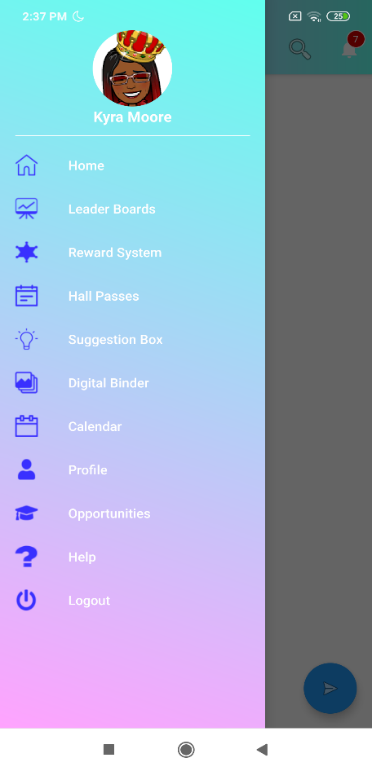 2:37 PM
25
7
Kyra Moore
Home
Leader Boards
Reward System
Hall Passes
Suggestion Box
Digital Binder
Calendar
Profile
Opportunities
Help
Logout